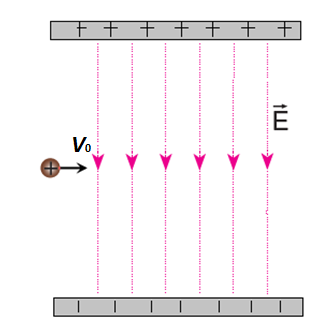 + + + + + + +
E
V₀
+
| | | | | | |